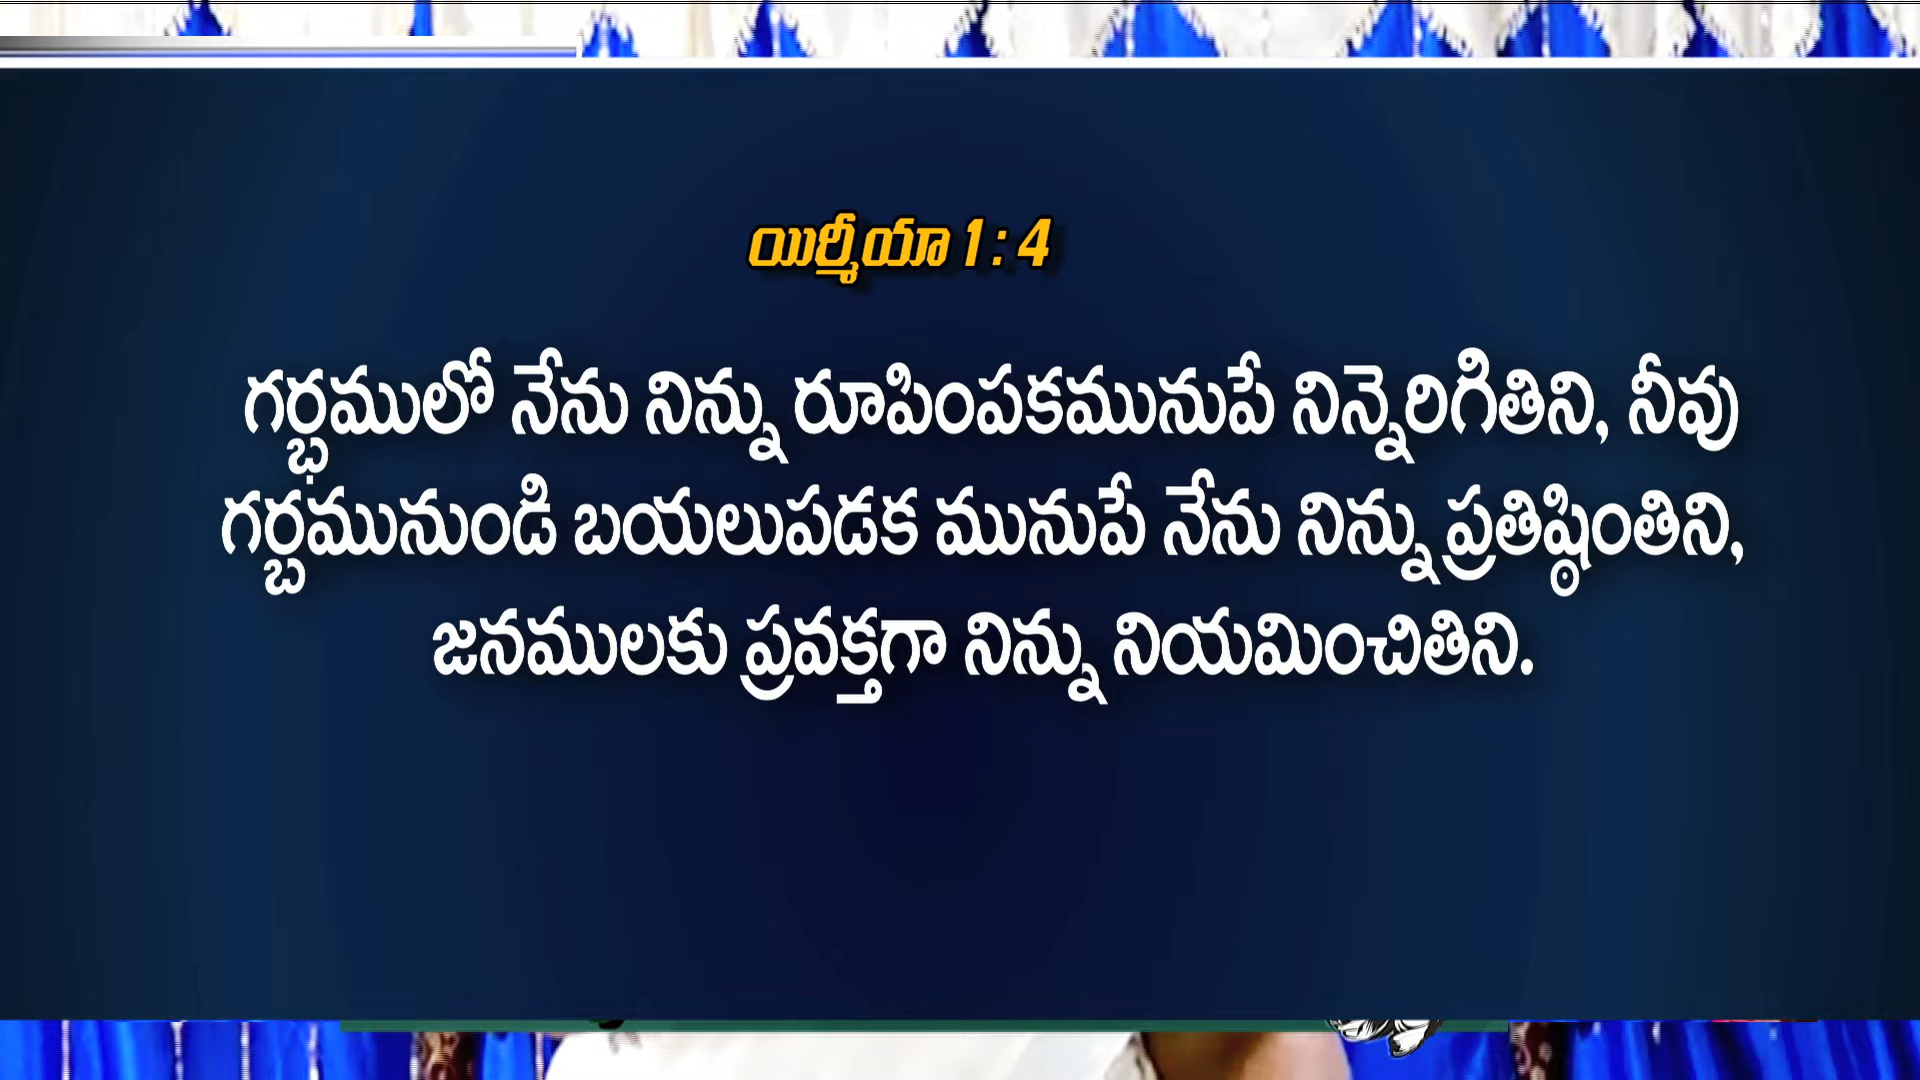 యిర్మీయా 1 : 4
గర్భములో నేను నిన్ను రూపింపకమునుపే నిన్నెరిగితిని, నీవు
గర్భమునుండి బయలుపడక మునుపే నేను నిన్ను ప్రతిష్ఠింతిని,
జనములకు ప్రవక్తగా నిన్ను నియమించితిని.